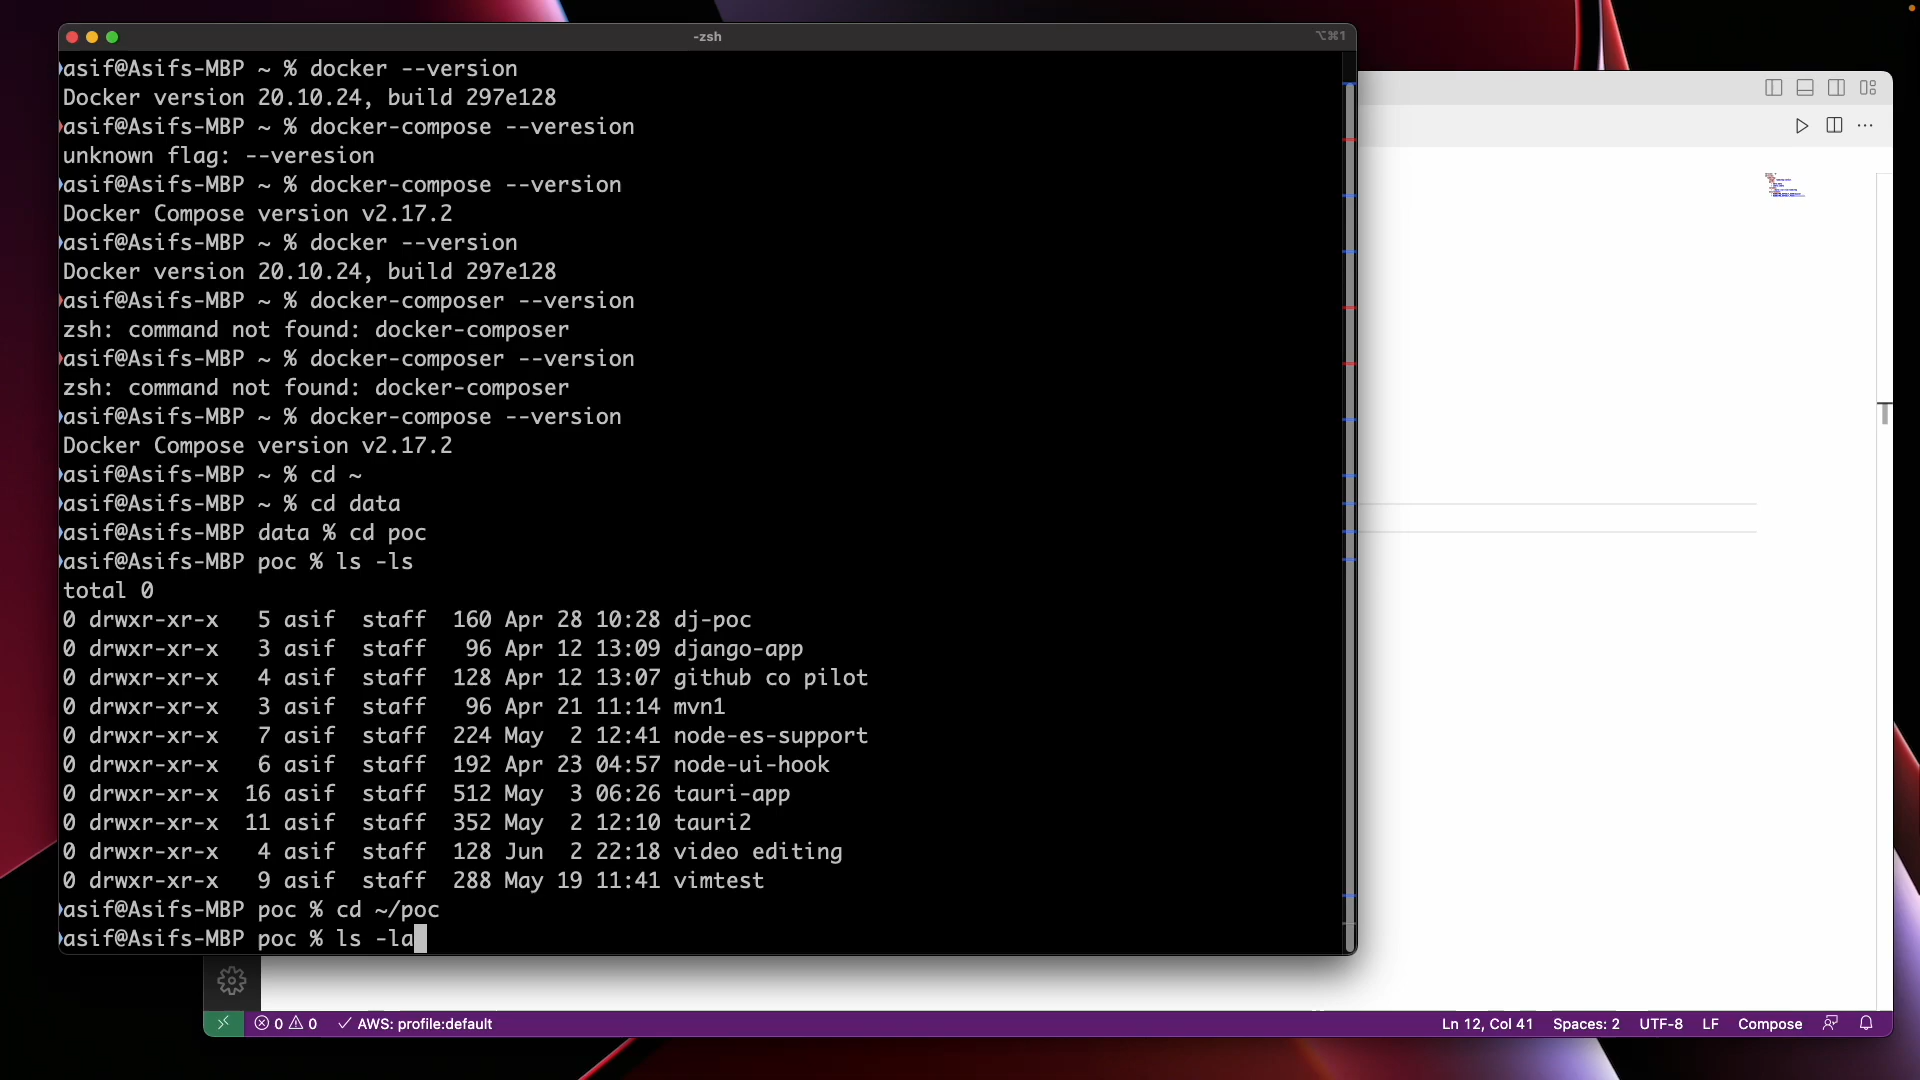 -zsh
⌥⌘1
asif@Asifs-MBP ~ % docker --version
Docker version 20.10.24, build 297e128
asif@Asifs-MBP ~ % docker-compose --veresion
unknown flag: --veresion
asif@Asifs-MBP ~ % docker-compose --version
Docker Compose version v2.17.2
asif@Asifs-MBP ~ % docker --version
Docker version 20.10.24, build 297e128
asif@Asifs-MBP ~ % docker-composer --version
zsh: command not found: docker-composer
asif@Asifs-MBP ~ % docker-composer --version
zsh: command not found: docker-composer
asif@Asifs-MBP ~ % docker-compose --version
Docker Compose version v2.17.2
asif@Asifs-MBP ~ % cd ~
asif@Asifs-MBP ~ % cd data
asif@Asifs-MBP data % cd poc
asif@Asifs-MBP poc % ls -ls
total 0
0 drwxr-xr-x   5 asif  staff  160 Apr 28 10:28 dj-poc
0 drwxr-xr-x   3 asif  staff   96 Apr 12 13:09 django-app
0 drwxr-xr-x   4 asif  staff  128 Apr 12 13:07 github co pilot
0 drwxr-xr-x   3 asif  staff   96 Apr 21 11:14 mvn1
0 drwxr-xr-x   7 asif  staff  224 May  2 12:41 node-es-support
0 drwxr-xr-x   6 asif  staff  192 Apr 23 04:57 node-ui-hook
0 drwxr-xr-x  16 asif  staff  512 May  3 06:26 tauri-app
0 drwxr-xr-x  11 asif  staff  352 May  2 12:10 tauri2
0 drwxr-xr-x   4 asif  staff  128 Jun  2 22:18 video editing
0 drwxr-xr-x   9 asif  staff  288 May 19 11:41 vimtest
asif@Asifs-MBP poc % cd ~/poc
asif@Asifs-MBP poc % ls -la
0 0 AWS: profile:default Ln 12, Col 41 Spaces: 2 UTF-8 LF Compose